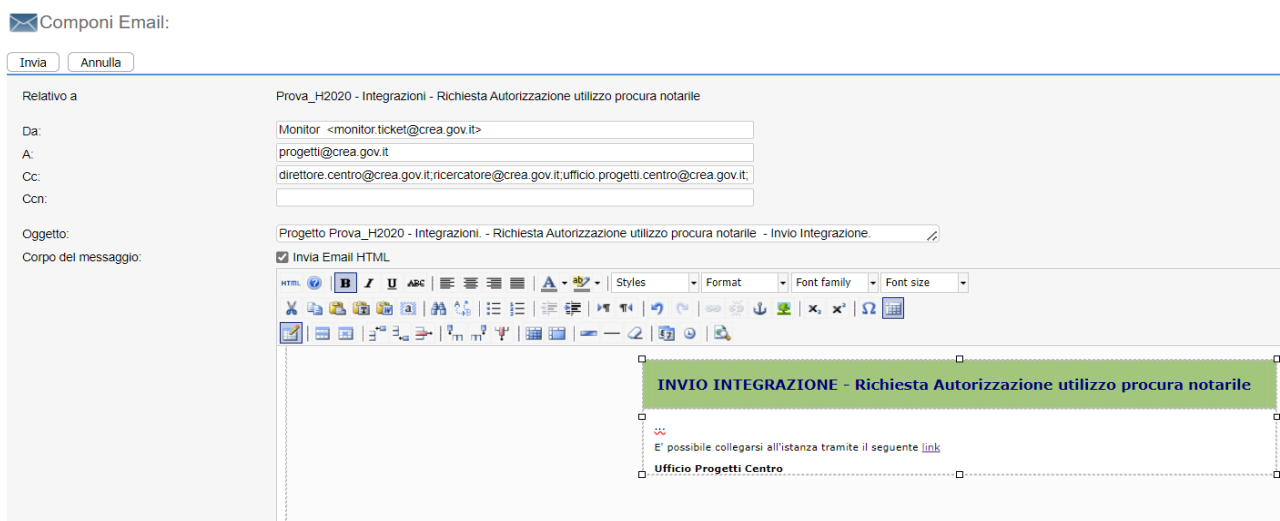 Componi Email:
Invia Annulla
Relativo a Prova_H2020 - Integrazioni - Richiesta Autorizzazione utilizzo procura notarile
Da: Monitor <monitor.ticket@crea.gov.it>
A: progetti@crea.gov.it
Cc: direttore.centro@crea.gov.it;ricercatore@crea.gov.it;ufficio.progetti.centro@crea.gov.it;
Ccn:
Oggetto: Progetto Prova_H2020 - Integrazioni. - Richiesta Autorizzazione utilizzo procura notarile - Invio Integrazione.
Corpo del messaggio: Invia Email HTML
HTML B I U ABC A ab Styles Format Font family Font size
x, x² Ω
INVIO INTEGRAZIONE - Richiesta Autorizzazione utilizzo procura notarile
...
E' possibile collegarsi all'istanza tramite il seguente link
Ufficio Progetti Centro